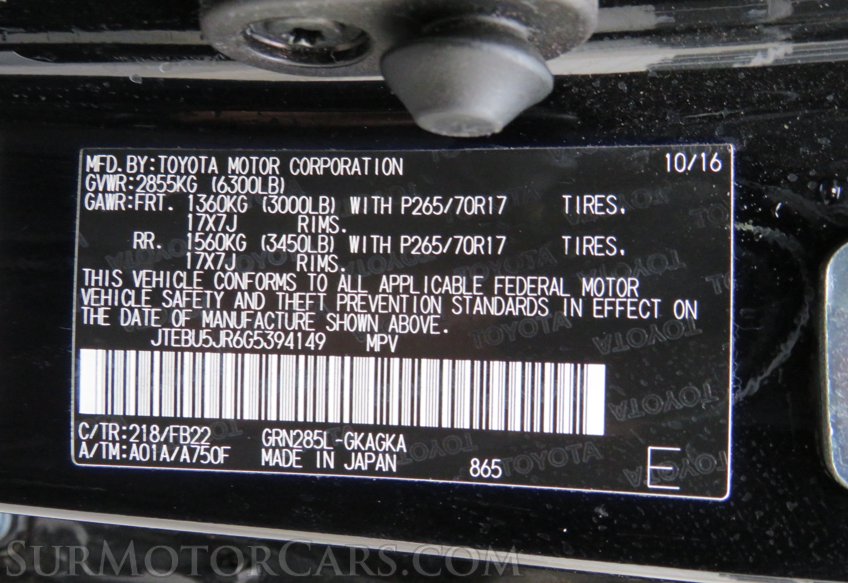 MFD.BY:TOYOTA MOTOR CORPORATION 10/16
GVWR:2855KG (6300LB)
GAWR:FRT. 1360KG (3000LB) WITH P265/70R17 TIRES.
17X7J RIMS.
RR. 1560KG (3450LB) WITH P265/70R17 TIRES.
17X7J RIMS.
THIS VEHICLE CONFORMS TO ALL APPLICABLE FEDERAL MOTOR
VEHICLE SAFETY AND THEFT PREVENTION STANDARDS IN EFFECT ON
THE DATE OF MANUFACTURE SHOWN ABOVE.
JTEBU5JR6G5394149 MPV
C/TR:218/FB22 GRN285L-GKAGKA
A/TM:A01A/A750F MADE IN JAPAN 865 E
SurMotorCars.com